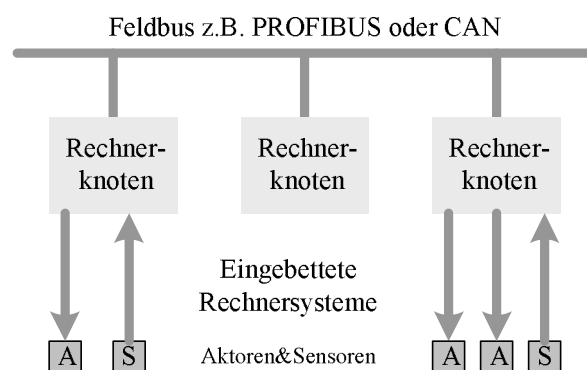 Feldbus z.B. PROFIBUS oder CAN
Rechner-
knoten
Rechner-
knoten
Rechner-
knoten
Eingebettete
Rechnersysteme
A
S
Aktoren&Sensoren
A
A
S